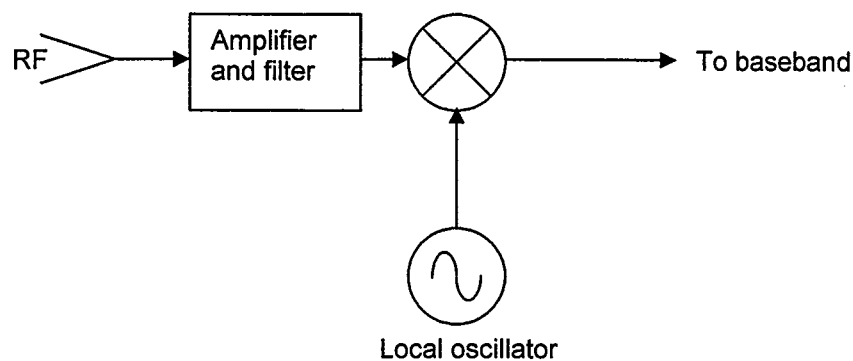 RF
Amplifier
and filter
To baseband
Local oscillator